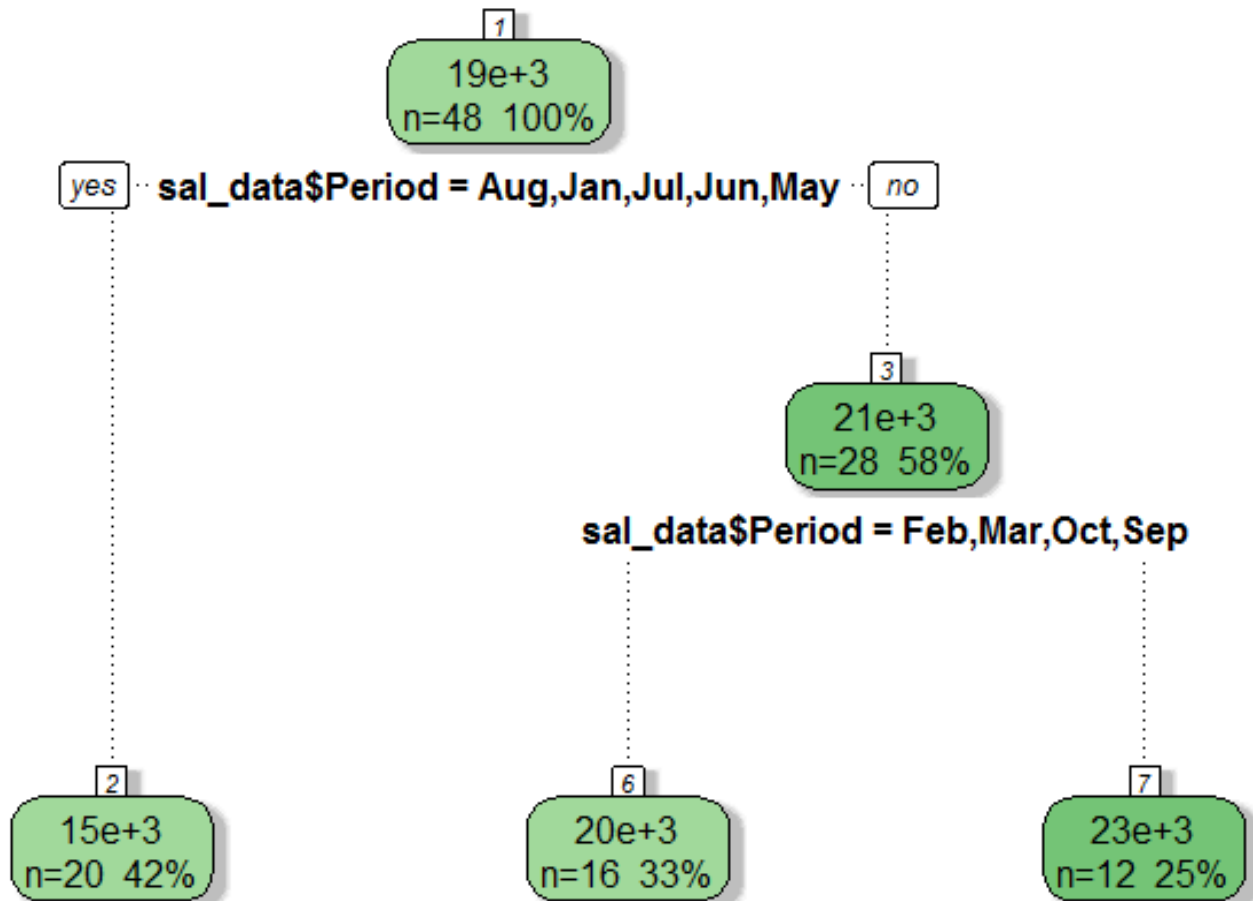 1
19e+3
n=48 100%
yes sal_data$Period = Aug,Jan,Jul,Jun,May no
3
21e+3
n=28 58%
sal_data$Period = Feb,Mar,Oct,Sep
2
15e+3
n=20 42%
6
20e+3
n=16 33%
7
23e+3
n=12 25%